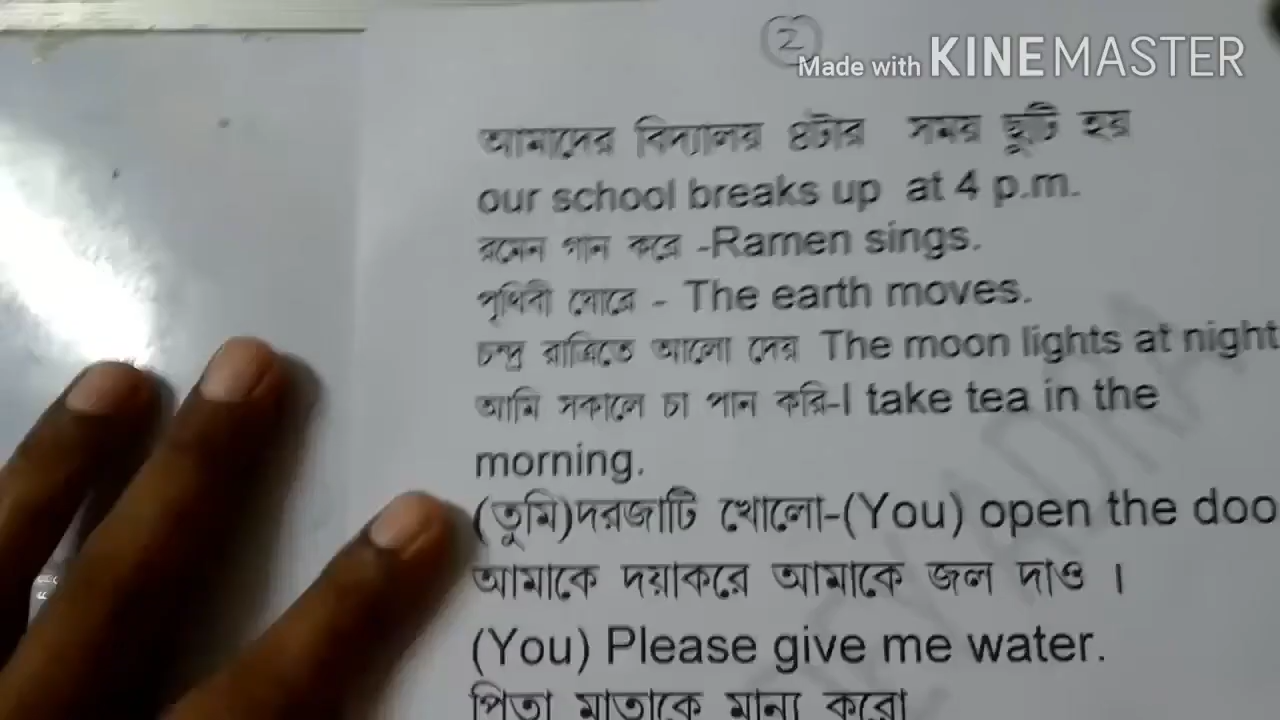 2
Made with KINEMASTER
আমাদের বিদ্যালয় ৪টার সময় ছুটি হয়
our school breaks up at 4 p.m.
রমেন গান করে -Ramen sings.
পৃথিবী ঘোরে - The earth moves.
চন্দ্র রাত্রিতে আলো দেয় The moon lights at night
আমি সকালে চা পান করি-I take tea in the
morning.
(তুমি)দরজাটি খোলো-(You) open the doo
আমাকে দয়াকরে আমাকে জল দাও ।
(You) Please give me water.
পিতা মাতাকে মান্য করো